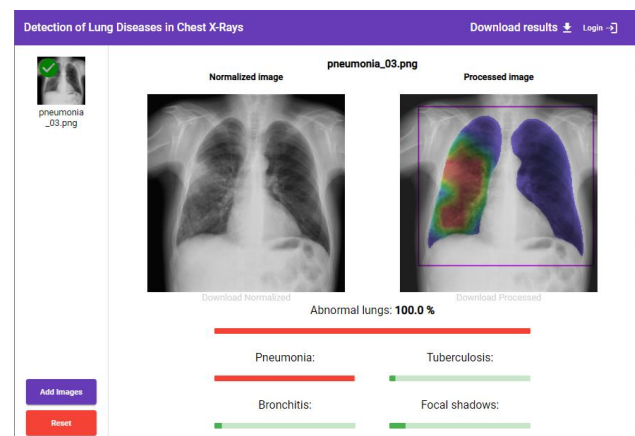 Detection of Lung Diseases in Chest X-Rays
Download results
Login
pneumonia
_03.png
pneumonia_03.png
Normalized image
Processed image
Download Normalized
Download Processed
Abnormal lungs: 100.0 %
Pneumonia:
Tuberculosis:
Bronchitis:
Focal shadows:
Add Images
Reset